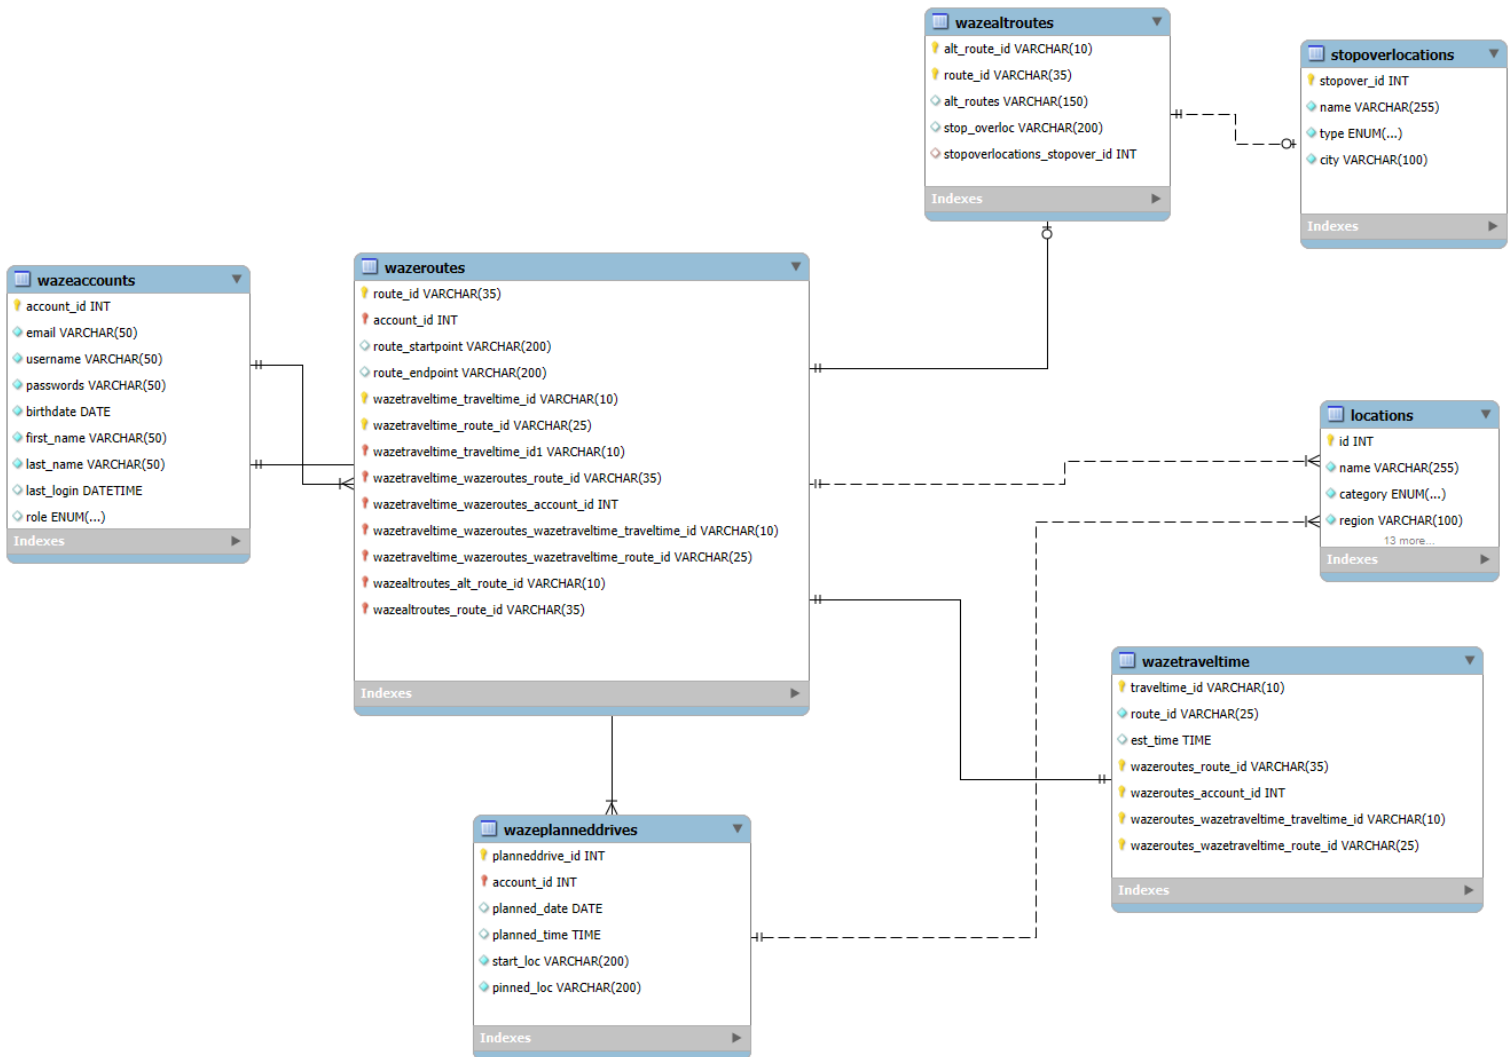 wazealtroutes
alt_route_id VARCHAR(10)
route_id VARCHAR(35)
alt_routes VARCHAR(150)
stop_overloc VARCHAR(200)
stopoverlocations_stopover_id INT
Indexes
stopoverlocations
stopover_id INT
name VARCHAR(255)
type ENUM(...)
city VARCHAR(100)
Indexes
wazeaccounts
account_id INT
email VARCHAR(50)
username VARCHAR(50)
passwords VARCHAR(50)
birthdate DATE
first_name VARCHAR(50)
last_name VARCHAR(50)
last_login DATETIME
role ENUM(...)
Indexes
wazeroutes
route_id VARCHAR(35)
account_id INT
route_startpoint VARCHAR(200)
route_endpoint VARCHAR(200)
wazetraveltime_traveltime_id VARCHAR(10)
wazetraveltime_route_id VARCHAR(25)
wazetraveltime_traveltime_id1 VARCHAR(10)
wazetraveltime_wazeroutes_route_id VARCHAR(35)
wazetraveltime_wazeroutes_account_id INT
wazetraveltime_wazeroutes_wazetraveltime_traveltime_id VARCHAR(10)
wazetraveltime_wazeroutes_wazetraveltime_route_id VARCHAR(25)
wazealtroutes_alt_route_id VARCHAR(10)
wazealtroutes_route_id VARCHAR(35)
Indexes
locations
id INT
name VARCHAR(255)
category ENUM(...)
region VARCHAR(100)
13 more...
Indexes
wazetraveltime
traveltime_id VARCHAR(10)
route_id VARCHAR(25)
est_time TIME
wazeroutes_route_id VARCHAR(35)
wazeroutes_account_id INT
wazeroutes_wazetraveltime_traveltime_id VARCHAR(10)
wazeroutes_wazetraveltime_route_id VARCHAR(25)
Indexes
wazeplanneddrives
planneddrive_id INT
account_id INT
planned_date DATE
planned_time TIME
start_loc VARCHAR(200)
pinned_loc VARCHAR(200)
Indexes